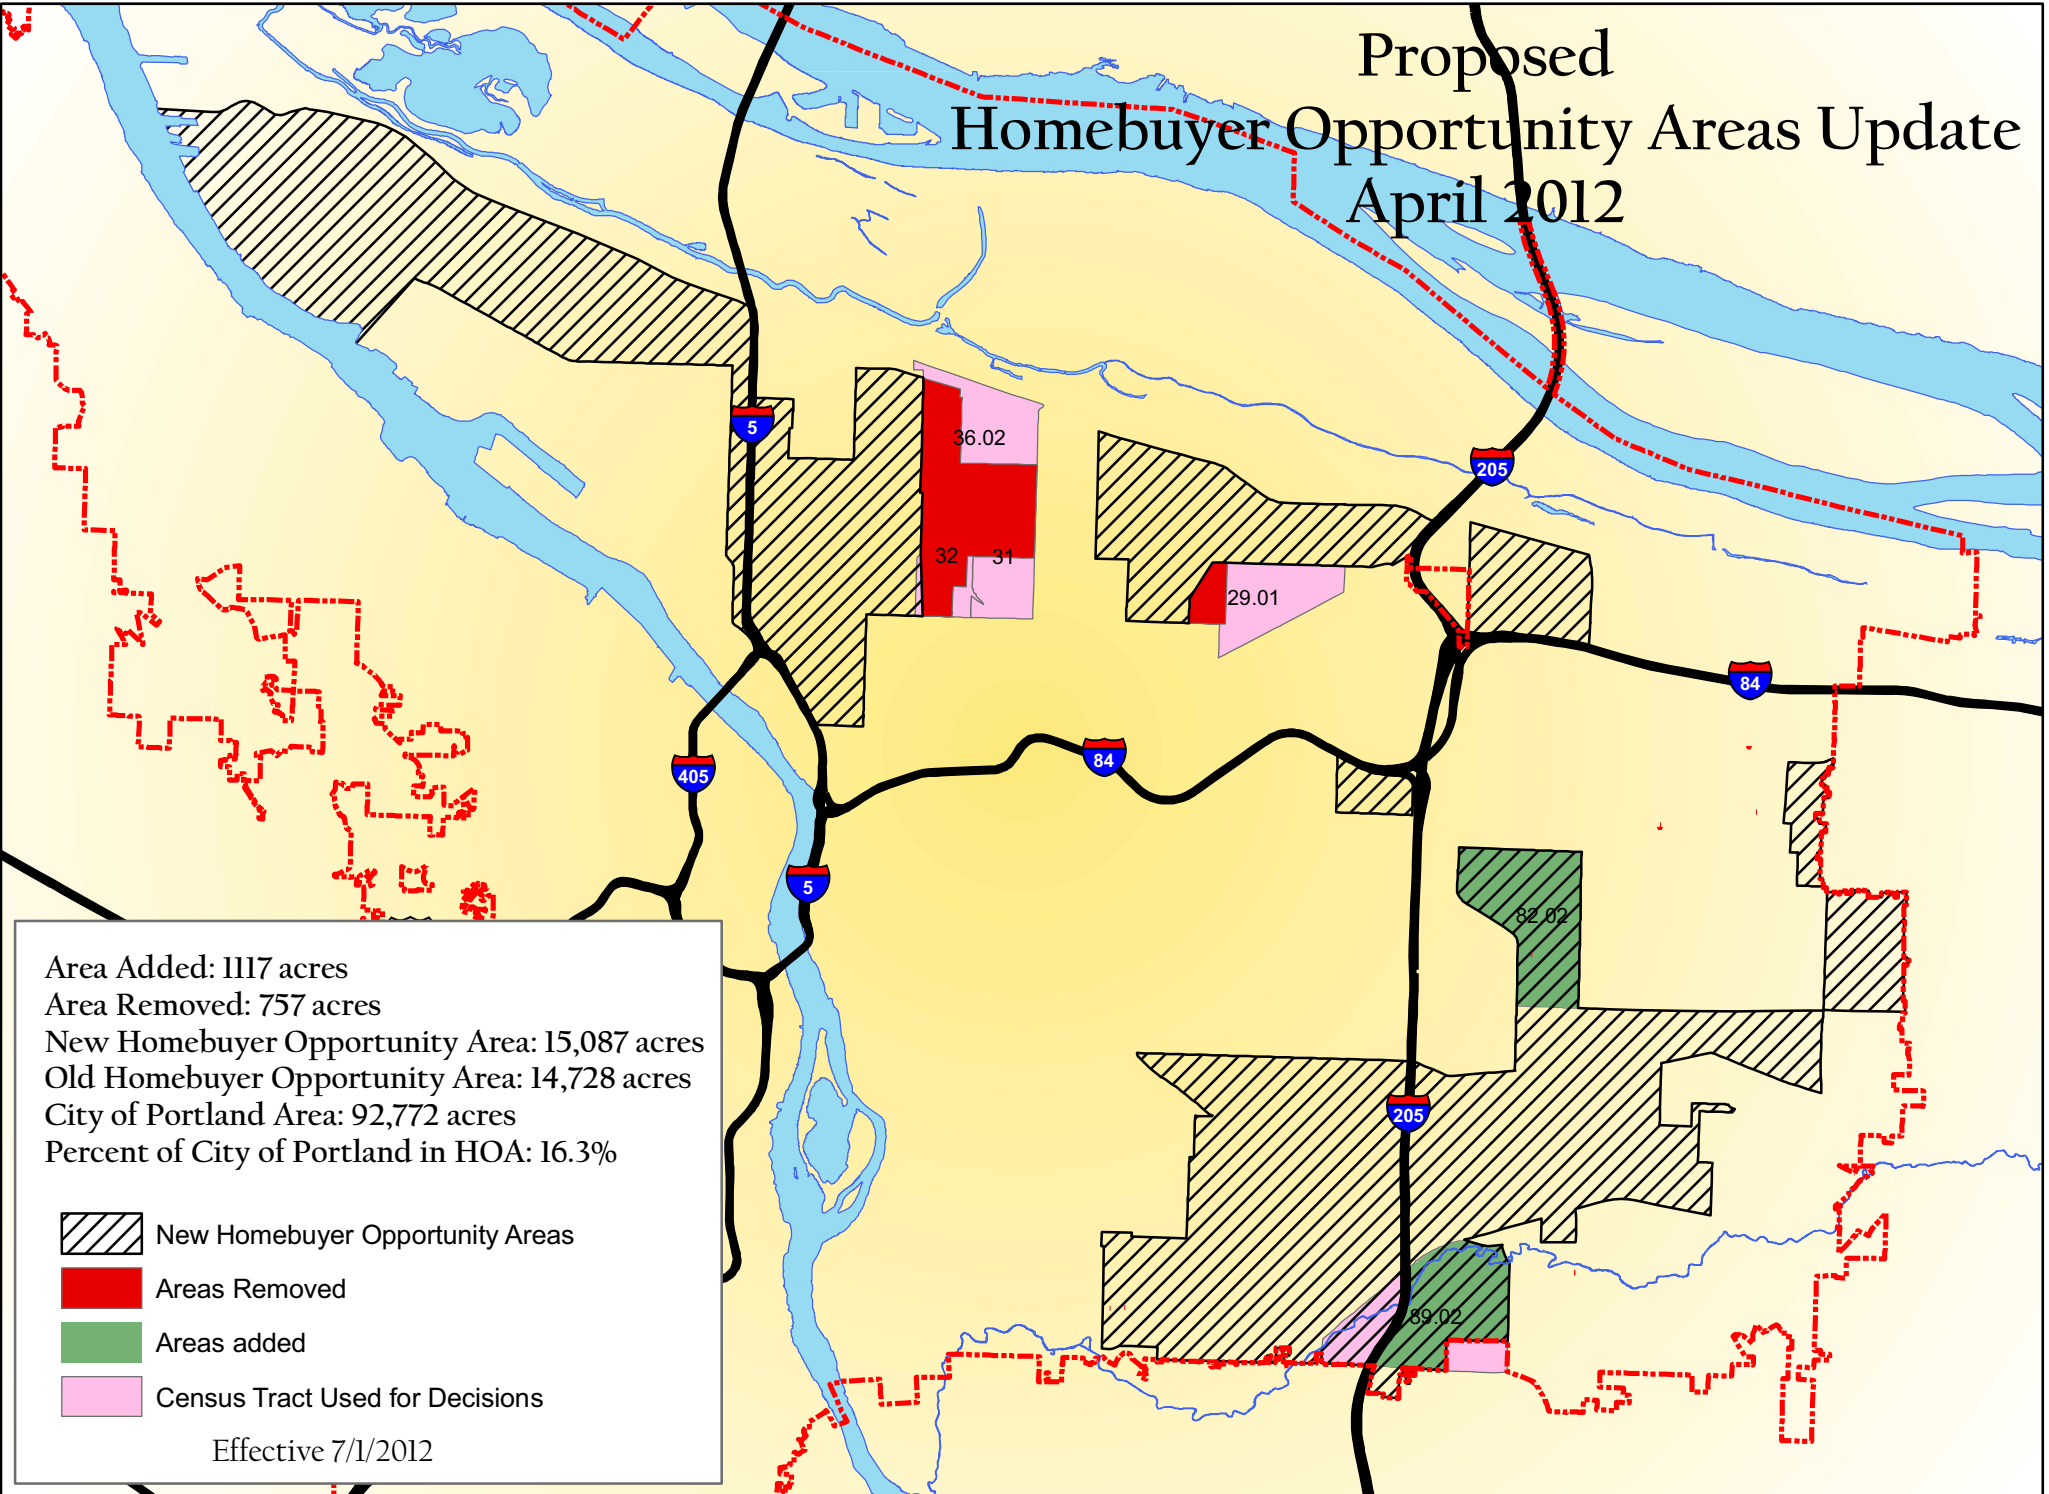 Proposed
Homebuyer Opportunity Areas Update
April 2012
36.02
5
205
32
31
29.01
84
84
405
5
82.02
205
89.02
Area Added: 1117 acres
Area Removed: 757 acres
New Homebuyer Opportunity Area: 15,087 acres
Old Homebuyer Opportunity Area: 14,728 acres
City of Portland Area: 92,772 acres
Percent of City of Portland in HOA: 16.3%
New Homebuyer Opportunity Areas
Areas Removed
Areas added
Census Tract Used for Decisions
Effective 7/1/2012